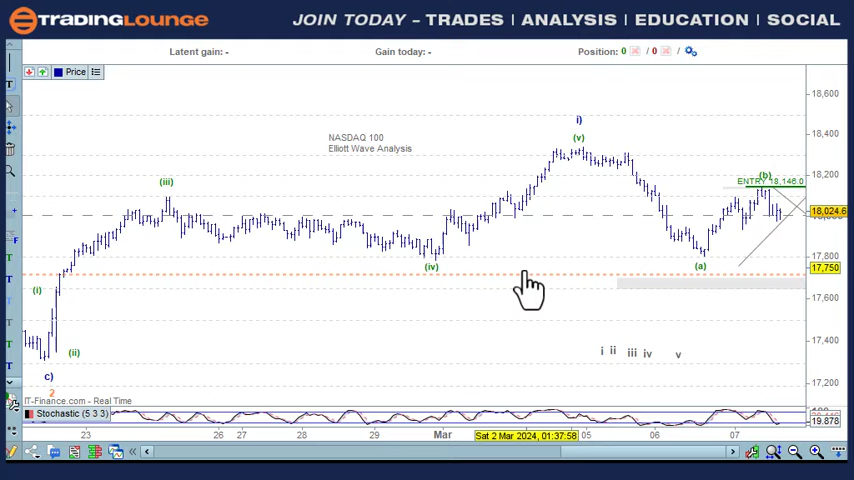 TRADINGLOUNGE
JOIN TODAY - TRADES | ANALYSIS | EDUCATION | SOCIAL
Latent gain: -
Gain today: -
Position: 0 / 0 /
Price
NASDAQ 100
Elliott Wave Analysis
i)
(v)
(iii)
(b)
ENTRY 18,146.0
(iv)
(a)
(i)
(ii)
c)
2
i ii iii iv v
18,600
18,400
18,200
18,024.6
17,800
17,750
17,600
17,400
17,200
IT-Finance.com - Real Time
Stochastic (5 3 3)
19.878
23 26 27 28 29 Mar Sat 2 Mar 2024, 01:37:58 05 06 07